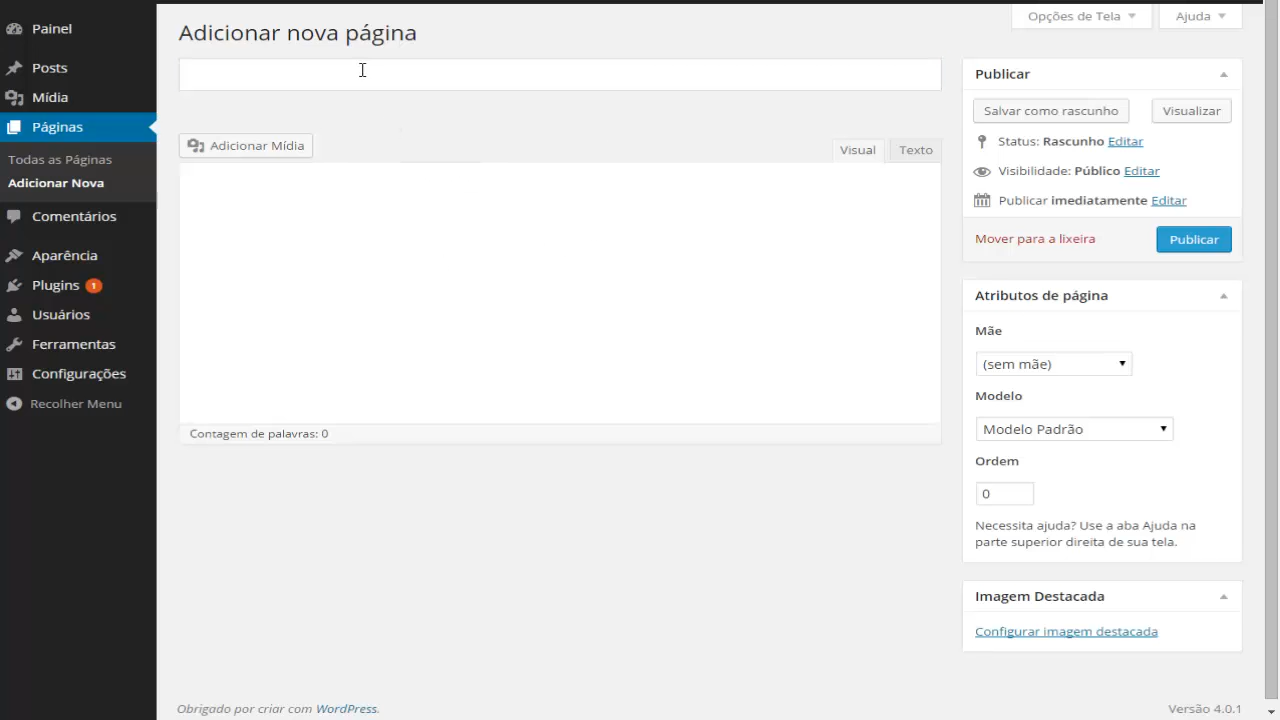 Painel
Posts
Mídia
Páginas
Todas as Páginas
Adicionar Nova
Comentários
Aparência
Plugins 1
Usuários
Ferramentas
Configurações
Recolher Menu
Opções de Tela
Ajuda
Adicionar nova página
Adicionar Mídia
Visual
Texto
Contagem de palavras: 0
Publicar
Salvar como rascunho
Visualizar
Status: Rascunho Editar
Visibilidade: Público Editar
Publicar imediatamente Editar
Mover para a lixeira
Publicar
Atributos de página
Mãe
(sem mãe)
Modelo
Modelo Padrão
Ordem
0
Necessita ajuda? Use a aba Ajuda na
parte superior direita de sua tela.
Imagem Destacada
Configurar imagem destacada
Obrigado por criar com WordPress.
Versão 4.0.1